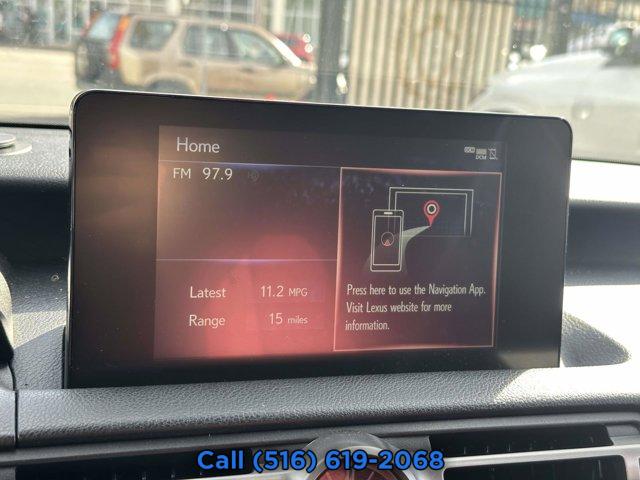 Home
DCM
FM 97.9
Press here to use the Navigation App.
Visit Lexus website for more
information.
Latest 11.2 MPG
Range 15 miles
Call (516) 619-2068